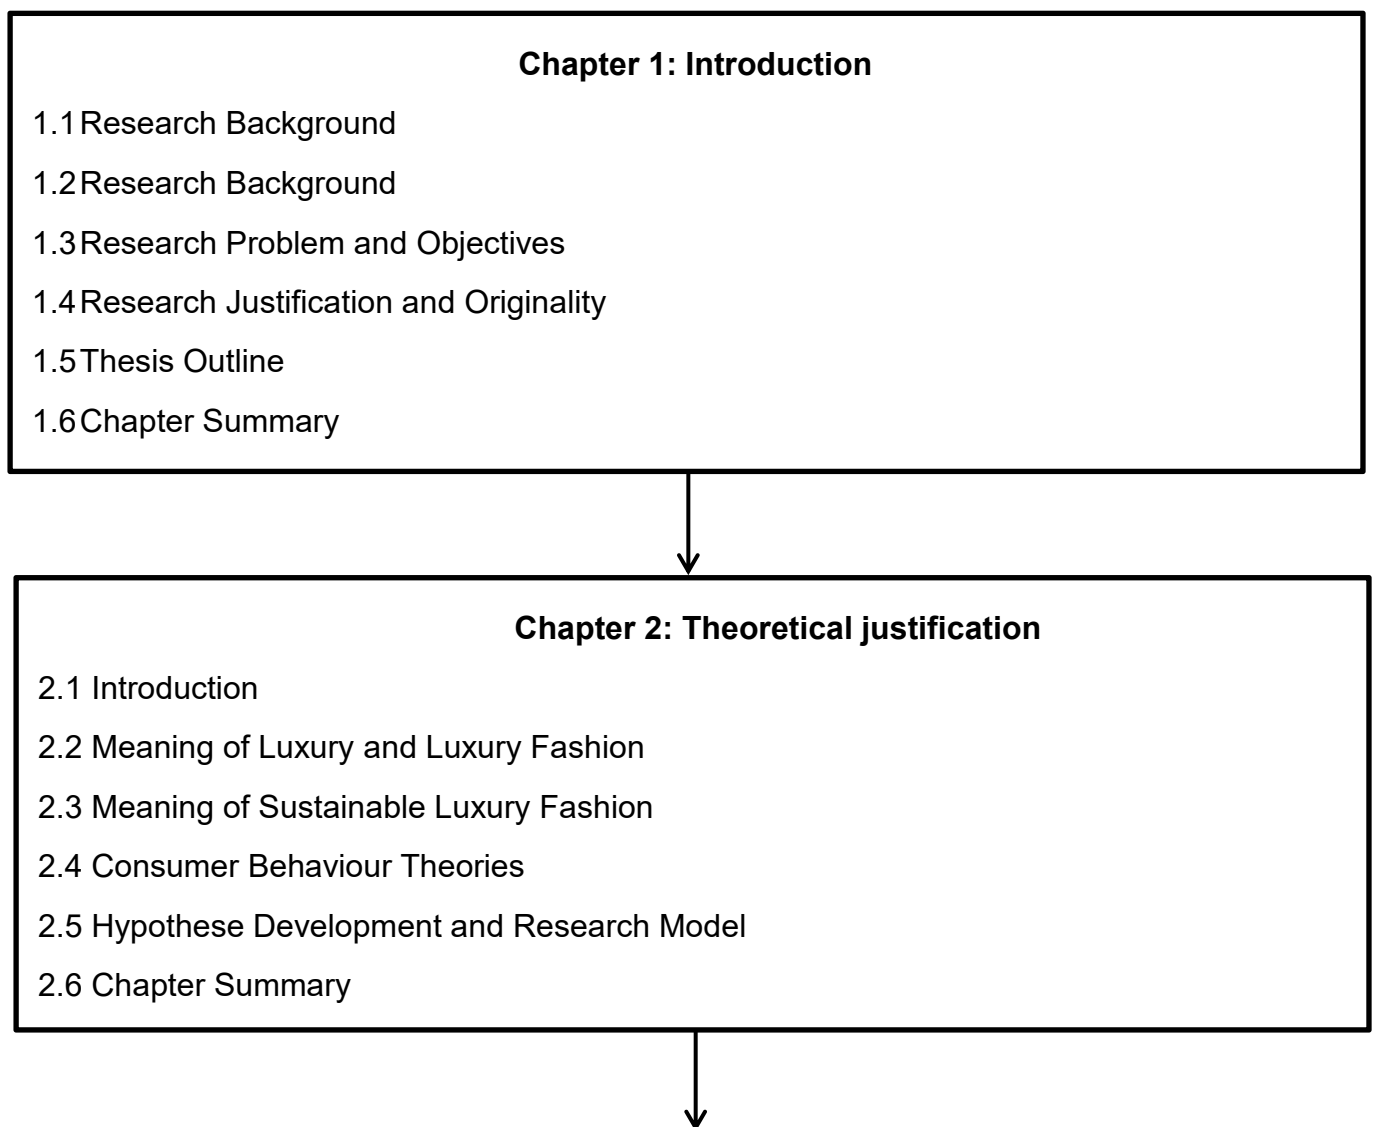 Chapter 1: Introduction
1.1 Research Background
1.2 Research Background
1.3 Research Problem and Objectives
1.4 Research Justification and Originality
1.5 Thesis Outline
1.6 Chapter Summary
Chapter 2: Theoretical justification
2.1 Introduction
2.2 Meaning of Luxury and Luxury Fashion
2.3 Meaning of Sustainable Luxury Fashion
2.4 Consumer Behaviour Theories
2.5 Hypothese Development and Research Model
2.6 Chapter Summary